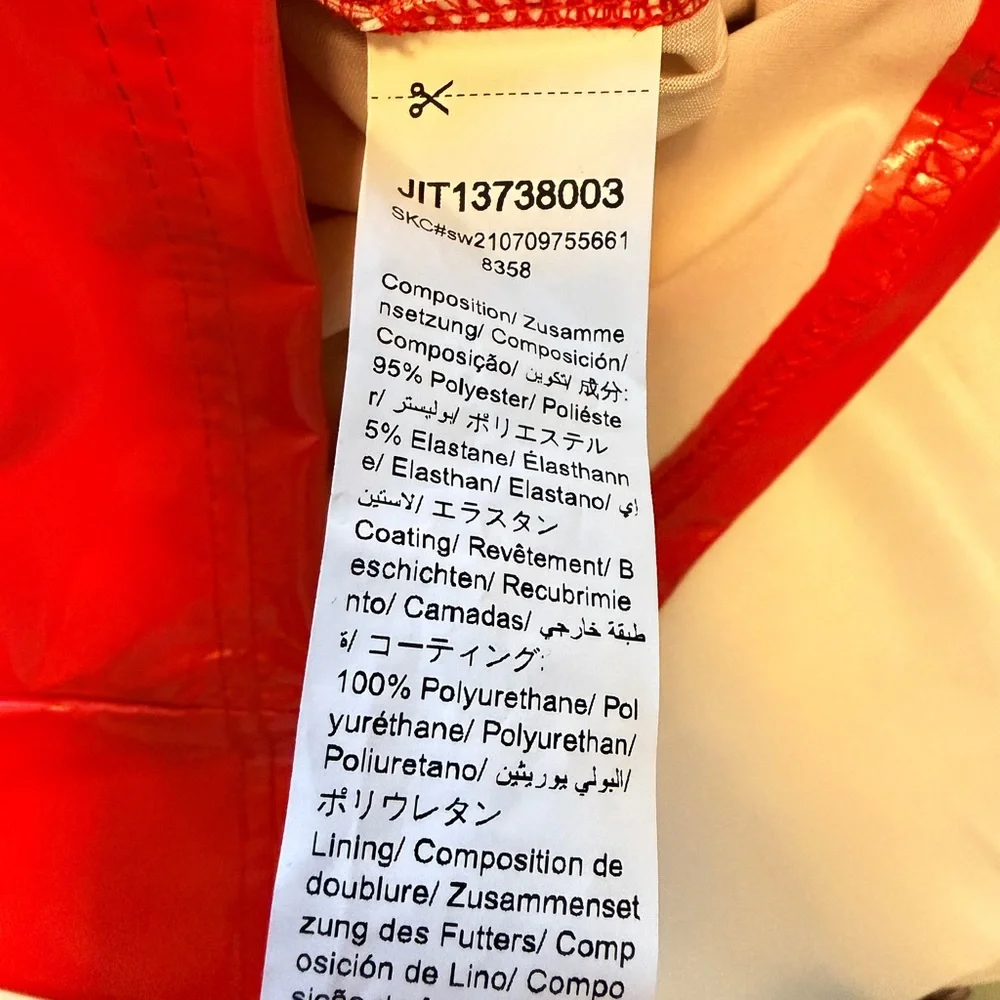 JIT13738003
SKC#sw210709755661
8358
Composition/ Zusamme
nsetzung/ Composición/
Composição/ تكوين/ 成分:
95% Polyester/ Poliéste
r/ بوليستر/ ポリエステル
5% Elastane/ Élasthann
e/ Elasthan/ Elastano/ إي
لاستين/ エラスタン
Coating/ Revêtement/ B
eschichten/ Recubrimie
nto/ Camadas/ طبقة خارجي
ة/ コーティング:
100% Polyurethane/ Pol
yuréthane/ Polyurethan/
Poliuretano/ البولي يوريثين/
ポリウレタン
Lining/ Composition de
doublure/ Zusammenset
zung des Futters/ Comp
osición de Lino/ Compo